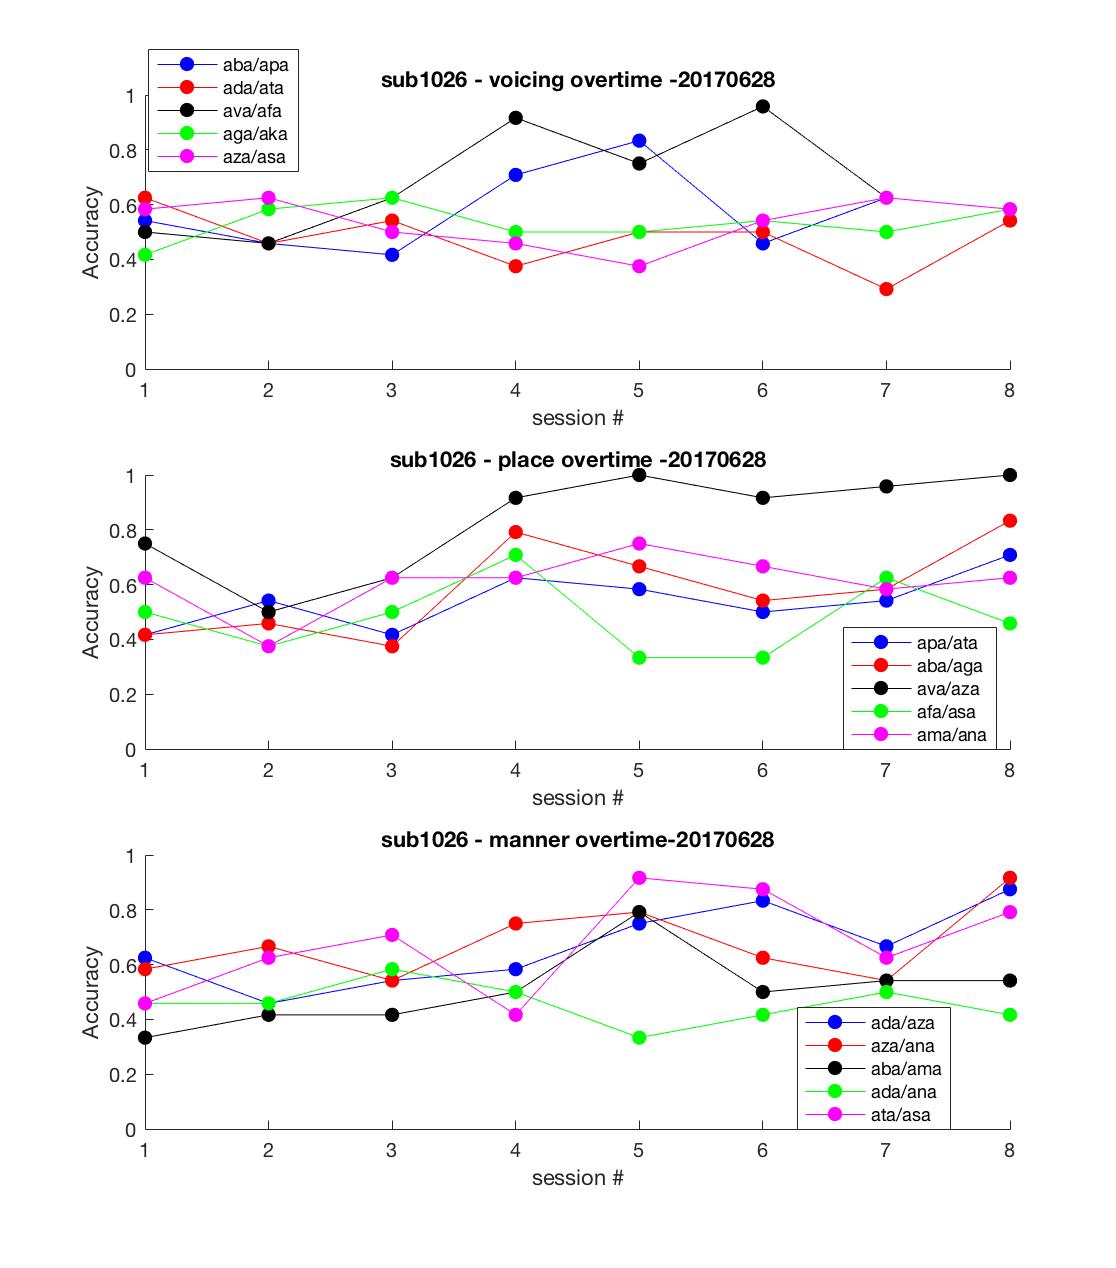 aba/apa
ada/ata
ava/afa
aga/aka
aza/asa
sub1026 - voicing overtime -20170628
1
0.8
0.6
0.4
0.2
0
Accuracy
1 2 3 4 5 6 7 8
session #
sub1026 - place overtime -20170628
1
0.8
0.6
0.4
0.2
0
Accuracy
apa/ata
aba/aga
ava/aza
afa/asa
ama/ana
1 2 3 4 5 6 7 8
session #
sub1026 - manner overtime-20170628
1
0.8
0.6
0.4
0.2
0
Accuracy
ada/aza
aza/ana
aba/ama
ada/ana
ata/asa
1 2 3 4 5 6 7 8
session #